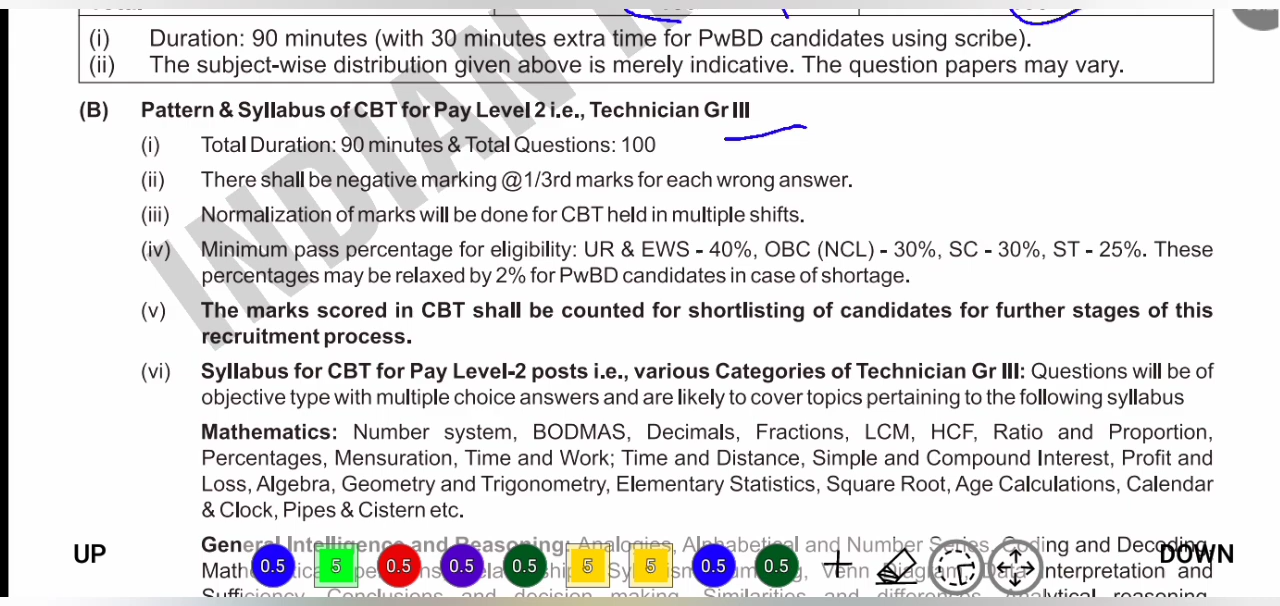 (i) Duration: 90 minutes (with 30 minutes extra time for PwBD candidates using scribe).
(ii) The subject-wise distribution given above is merely indicative. The question papers may vary.
(B) Pattern & Syllabus of CBT for Pay Level 2 i.e., Technician Gr III
(i) Total Duration: 90 minutes & Total Questions: 100
(ii) There shall be negative marking @1/3rd marks for each wrong answer.
(iii) Normalization of marks will be done for CBT held in multiple shifts.
(iv) Minimum pass percentage for eligibility: UR & EWS - 40%, OBC (NCL) - 30%, SC - 30%, ST - 25%. These
percentages may be relaxed by 2% for PwBD candidates in case of shortage.
(v) The marks scored in CBT shall be counted for shortlisting of candidates for further stages of this
recruitment process.
(vi) Syllabus for CBT for Pay Level-2 posts i.e., various Categories of Technician Gr III: Questions will be of
objective type with multiple choice answers and are likely to cover topics pertaining to the following syllabus
Mathematics: Number system, BODMAS, Decimals, Fractions, LCM, HCF, Ratio and Proportion,
Percentages, Mensuration, Time and Work; Time and Distance, Simple and Compound Interest, Profit and
Loss, Algebra, Geometry and Trigonometry, Elementary Statistics, Square Root, Age Calculations, Calendar
& Clock, Pipes & Cistern etc.
General Intelligence and Reasoning: Analogies, Alphabetical and Number Series, Coding and Decoding,
Venn Interpretation and
Conclusions and decision making, Similarities and differences, reasoning,
UP 0.5 5 0.5 0.5 0.5 5 5 0.5 0.5 DOWN
INDIAN